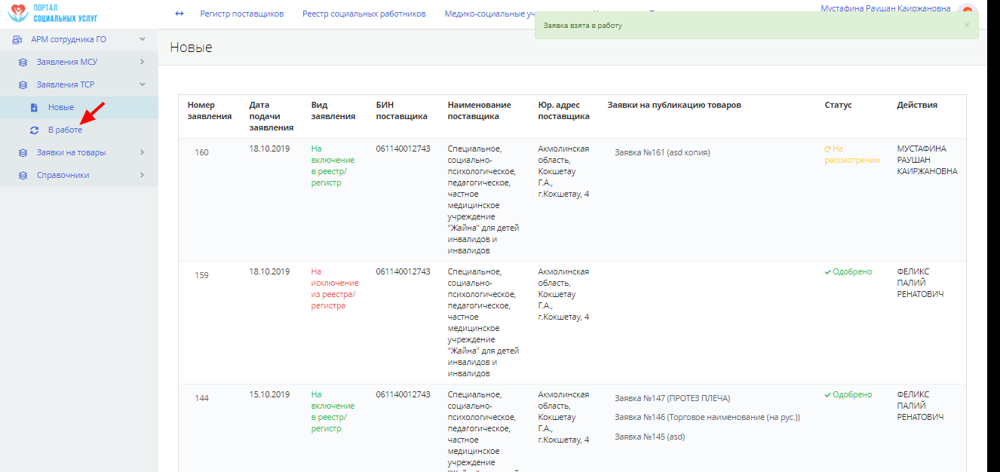 ПОРТАЛ
СОЦИАЛЬНЫХ УСЛУГ
Регистр поставщиков Реестр социальных работников Медико-социальные
Мустафина Раушан Каиржановна
Заявка взята в работу ×
АРМ сотрудника ГО
Заявления МСУ
Заявления ТСР
Новые
В работе
Заявки на товары
Справочники
Новые
Номер заявления
Дата подачи заявления
Вид заявления
БИН поставщика
Наименование поставщика
Юр. адрес поставщика
Заявки на публикацию товаров
Статус
Действия
160
18.10.2019
На
включение
в реестр/
регистр
061140012743
Специальное,
социально-
психологическое,
педагогическое,
частное
медицинское
учреждение
"Жайна" для детей
инвалидов и
инвалидов
Акмолинская
область,
Кокшетау
Г.А.,
г.Кокшетау, 4
Заявка №161 (asd копия)
На
рассмотрении
МУСТАФИНА
РАУШАН
КАИРЖАНОВНА
159
18.10.2019
На
исключение
из реестра/
регистра
061140012743
Специальное,
социально-
психологическое,
педагогическое,
частное
медицинское
учреждение
"Жайна" для детей
инвалидов и
инвалидов
Акмолинская
область,
Кокшетау
Г.А.,
г.Кокшетау, 4
Одобрено
ФЕЛИКС
ПАЛИЙ
РЕНАТОВИЧ
144
15.10.2019
На
включение
в реестр/
регистр
061140012743
Специальное,
социально-
психологическое,
педагогическое,
частное
медицинское
учреждение
Акмолинская
область,
Кокшетау
Г.А.,
г.Кокшетау, 4
Заявка №147 (ПРОТЕЗ ПЛЕЧА)
Заявка №146 (Торговое наименование (на рус.))
Заявка №145 (asd)
Одобрено
ФЕЛИКС
ПАЛИЙ
РЕНАТОВИЧ